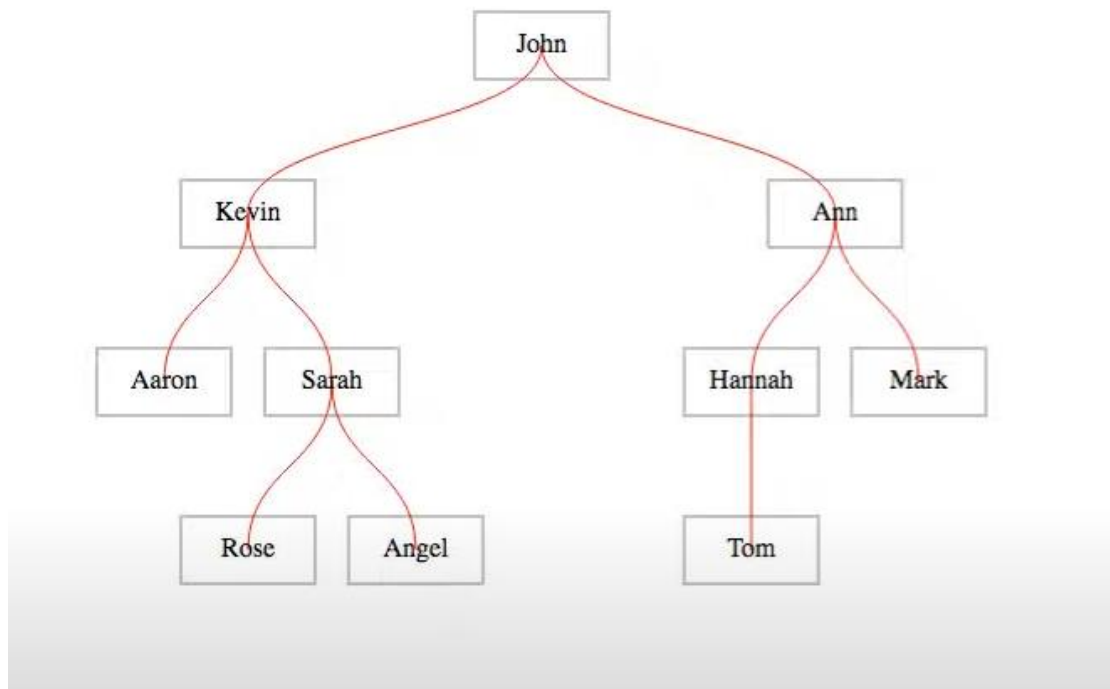 John
Kevin
Ann
Aaron
Sarah
Hannah
Mark
Rose
Angel
Tom